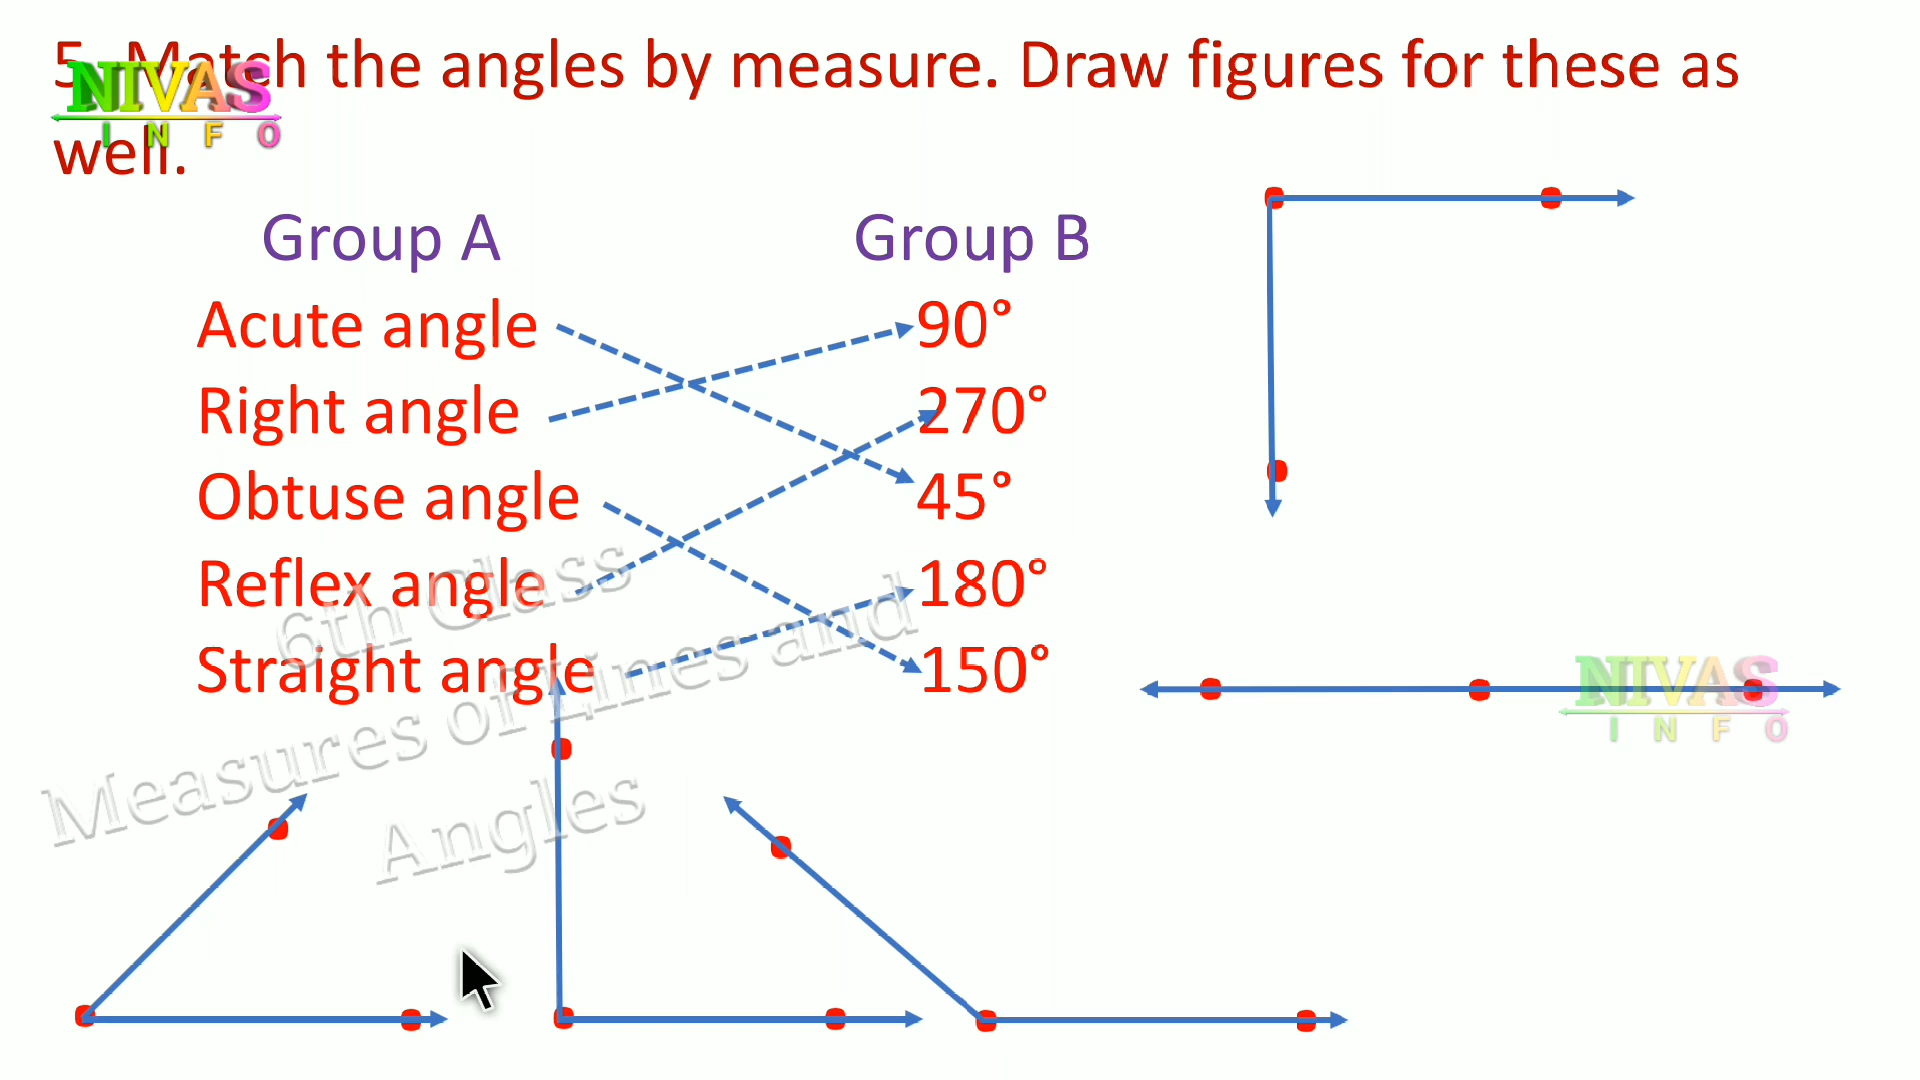 5. Match the angles by measure. Draw figures for these as
well.
NIVAS
INFO
Group A Group B
Acute angle 90°
Right angle 270°
Obtuse angle 45°
Reflex angle 180°
Straight angle 150°
6th Class
Measures of Lines and
Angles
NIVAS
INFO